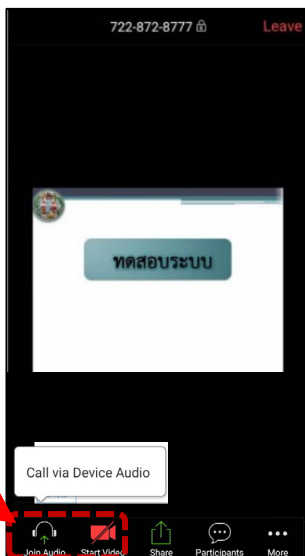 722-872-8777 Leave
ทดสอบระบบ
Call via Device Audio
Join Audio Start Video Share Participants More